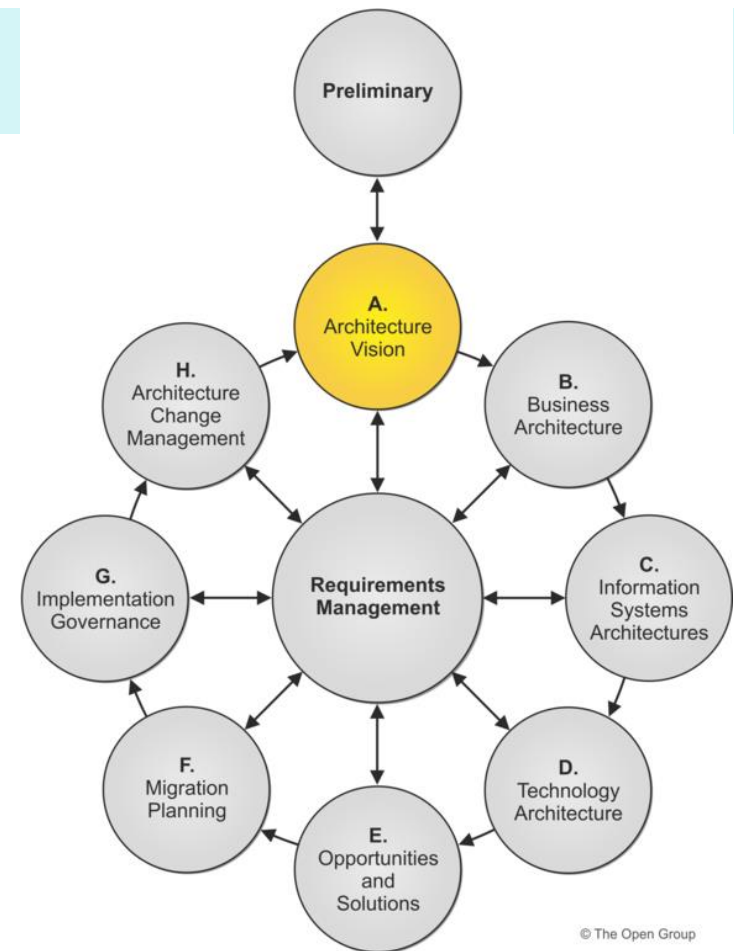 Preliminary
A.
Architecture
Vision
B.
Business
Architecture
C.
Information
Systems
Architectures
D.
Technology
Architecture
E.
Opportunities
and
Solutions
F.
Migration
Planning
G.
Implementation
Governance
H.
Architecture
Change
Management
Requirements
Management
© The Open Group